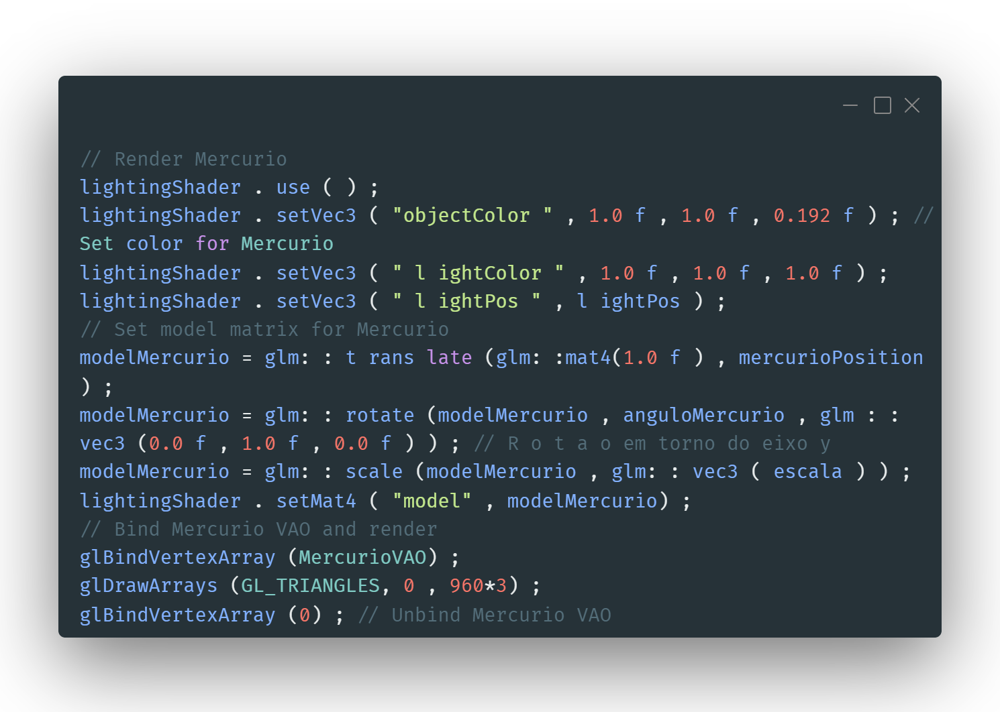 // Render Mercurio
lightingShader . use ( ) ;
lightingShader . setVec3 ( "objectColor " , 1.0 f , 1.0 f , 0.192 f ) ; //
Set color for Mercurio
lightingShader . setVec3 ( " l ightColor " , 1.0 f , 1.0 f , 1.0 f ) ;
lightingShader . setVec3 ( " l ightPos " , l ightPos ) ;
// Set model matrix for Mercurio
modelMercurio = glm: : t rans late (glm: :mat4(1.0 f ) , mercurioPosition
) ;
modelMercurio = glm: : rotate (modelMercurio , anguloMercurio , glm : :
vec3 (0.0 f , 1.0 f , 0.0 f ) ) ; // R o t a o em torno do eixo y
modelMercurio = glm: : scale (modelMercurio , glm: : vec3 ( escala ) ) ;
lightingShader . setMat4 ( "model" , modelMercurio) ;
// Bind Mercurio VAO and render
glBindVertexArray (MercurioVAO) ;
glDrawArrays (GL_TRIANGLES, 0 , 960*3) ;
glBindVertexArray (0) ; // Unbind Mercurio VAO